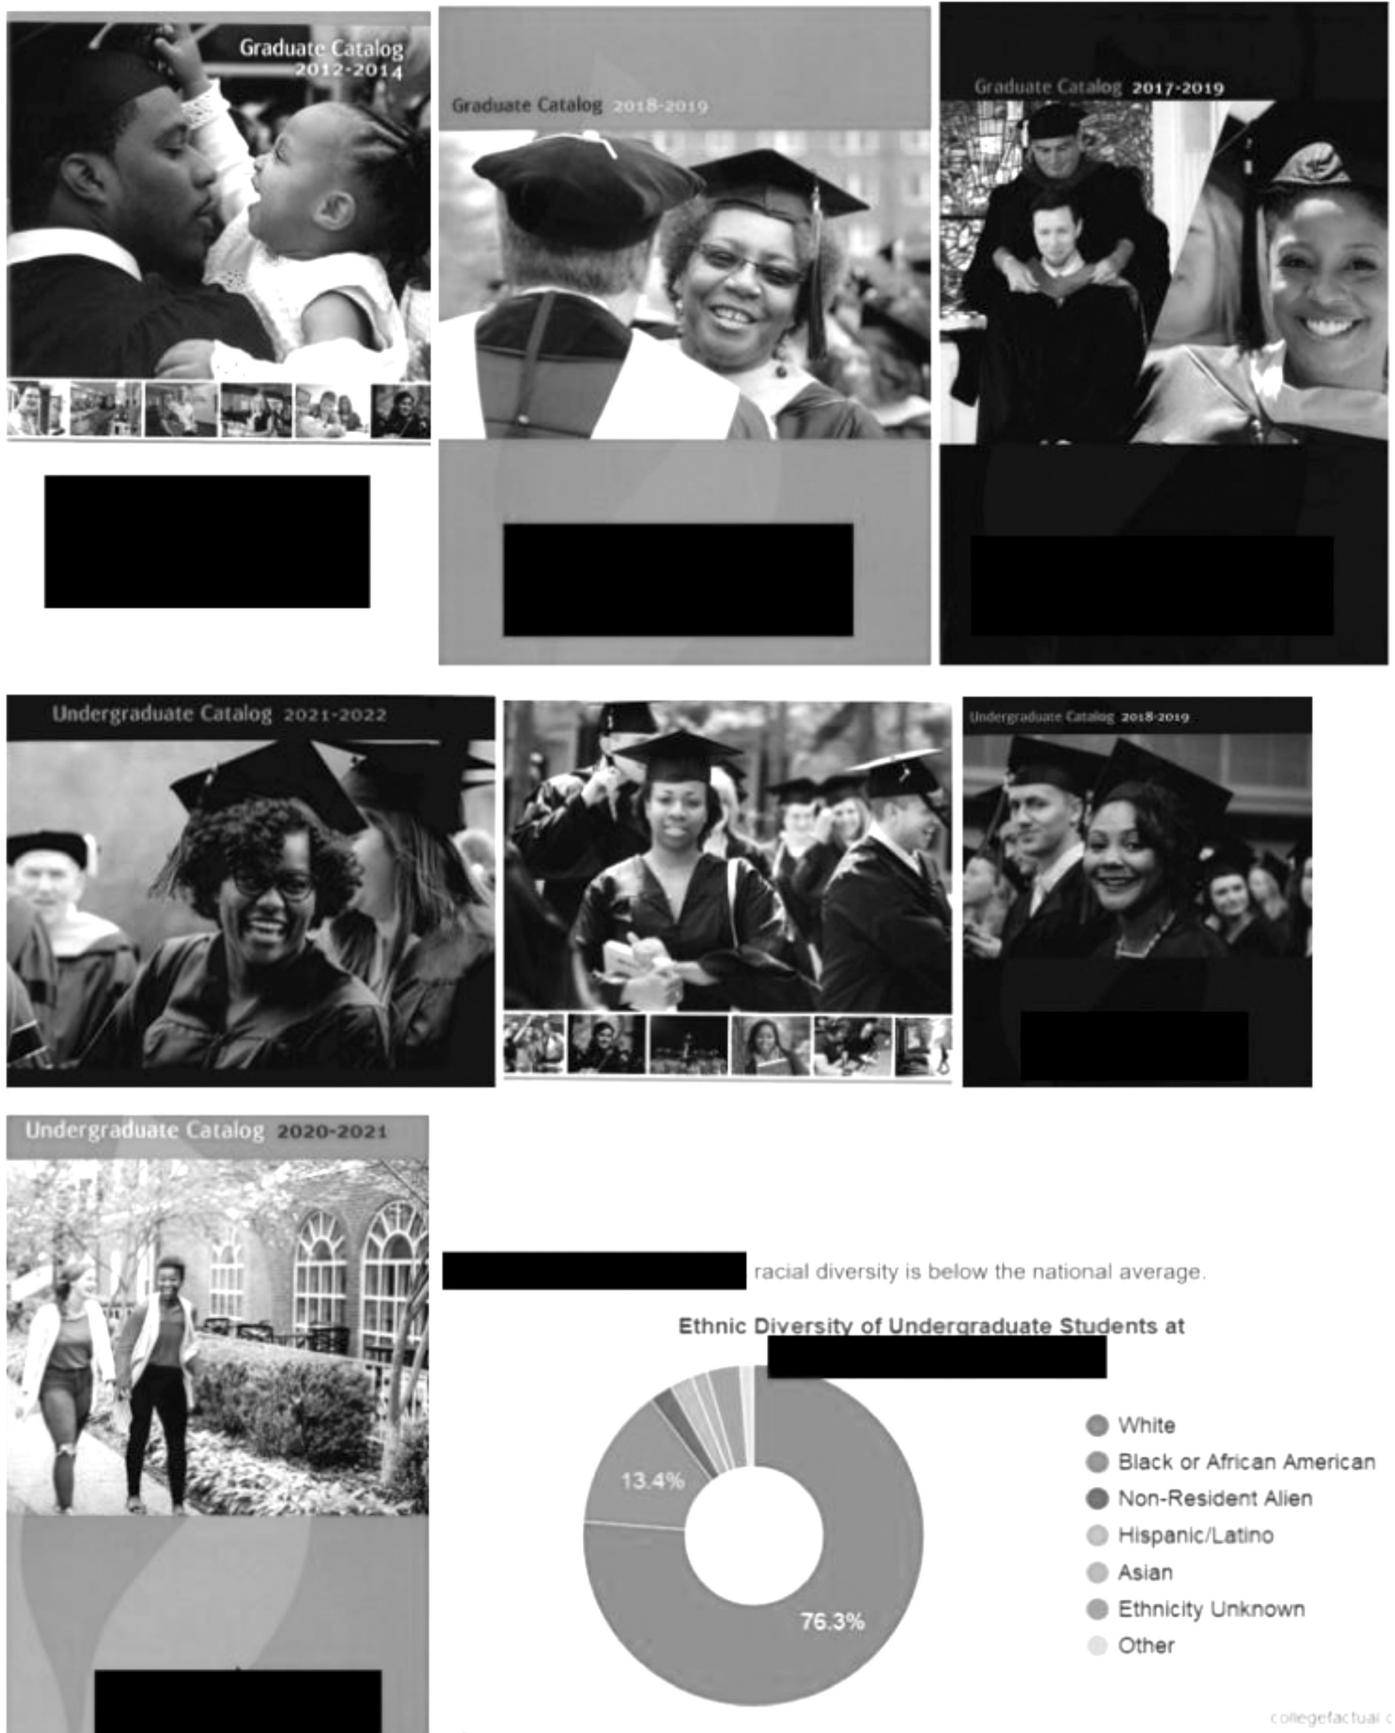 Graduate Catalog
2012-2014
Graduate Catalog 2018-2019
Graduate Catalog 2017-2019
Undergraduate Catalog 2021-2022
Undergraduate Catalog 2018-2019
Undergraduate Catalog 2020-2021
racial diversity is below the national average.
Ethnic Diversity of Undergraduate Students at
13.4%
76.3%
White
Black or African American
Non-Resident Alien
Hispanic/Latino
Asian
Ethnicity Unknown
Other
collegefactual.c